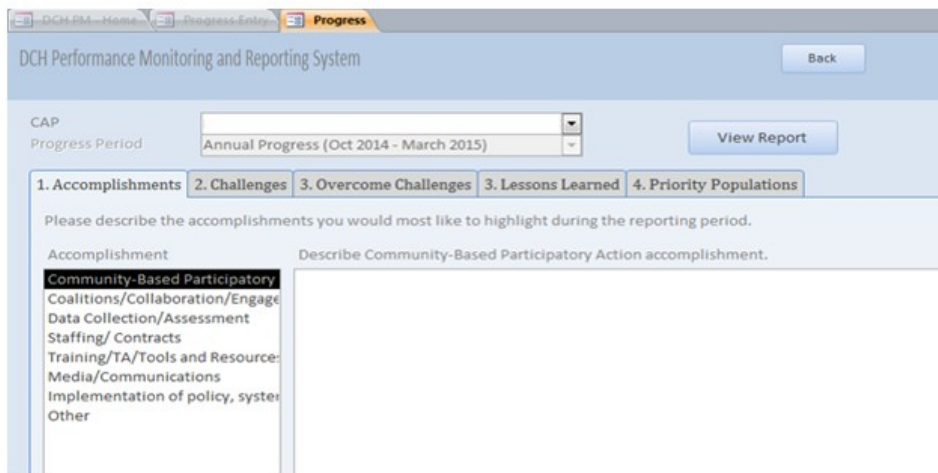 DCH PM - Home Progress Entry Progress
DCH Performance Monitoring and Reporting System Back
CAP
Progress Period Annual Progress (Oct 2014 - March 2015) View Report
1. Accomplishments 2. Challenges 3. Overcome Challenges 3. Lessons Learned 4. Priority Populations
Please describe the accomplishments you would most like to highlight during the reporting period.
Accomplishment Describe Community-Based Participatory Action accomplishment.
Community-Based Participatory
Coalitions/Collaboration/Engage
Data Collection/Assessment
Staffing/ Contracts
Training/TA/Tools and Resource
Media/Communications
Implementation of policy, syster
Other